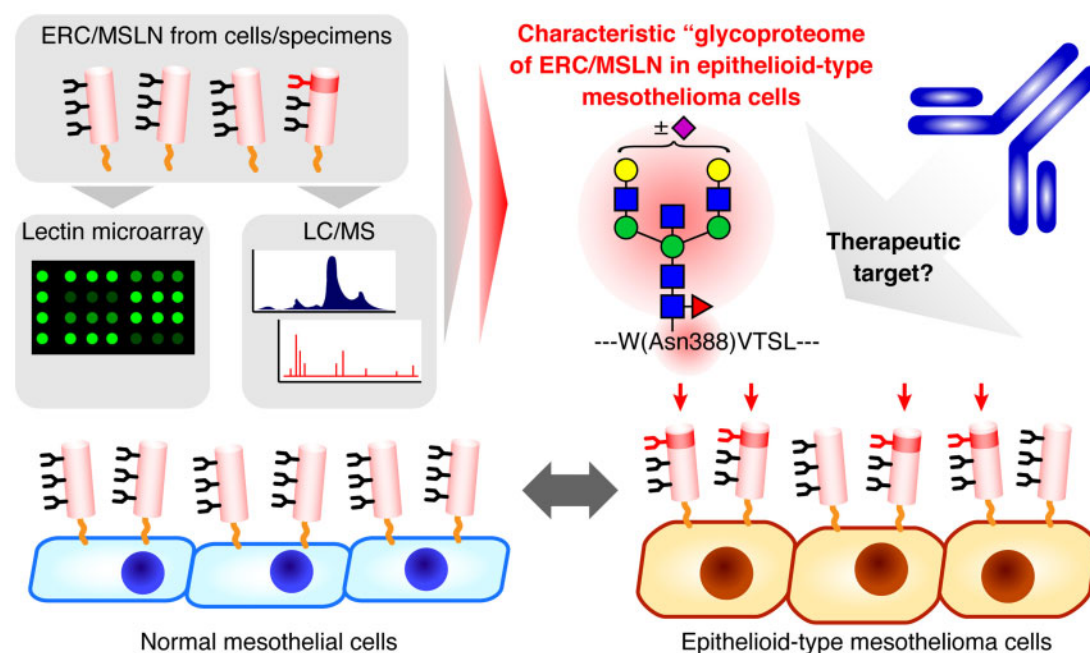 ERC/MSLN from cells/specimens
Lectin microarray
LC/MS
Characteristic “glycoproteome
of ERC/MSLN in epithelioid-type
mesothelioma cells
±
---W(Asn388)VTSL---
Therapeutic
target?
Normal mesothelial cells
Epithelioid-type mesothelioma cells